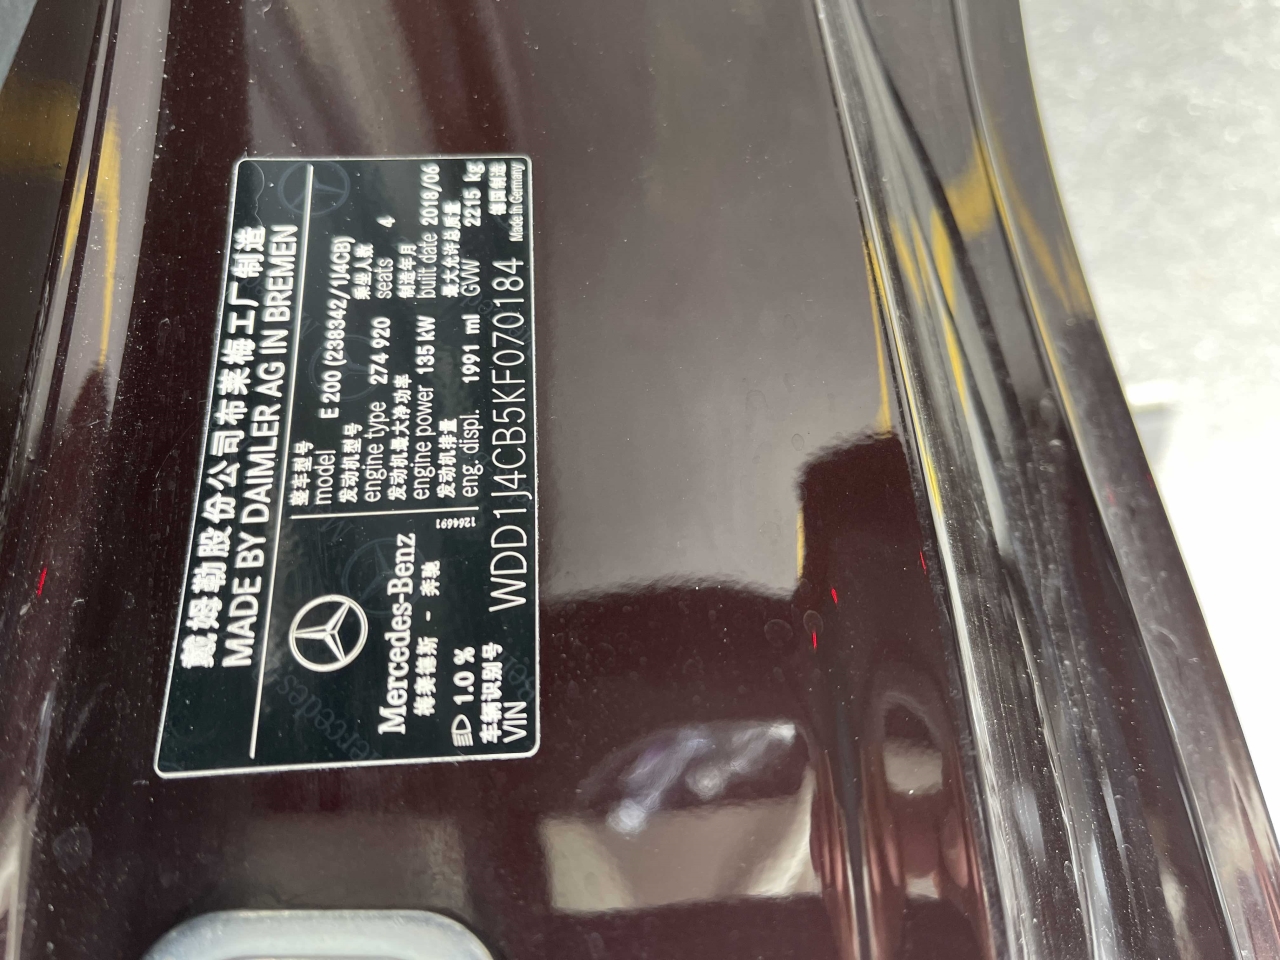 戴姆勒股份公司布莱梅工厂制造
MADE BY DAIMLER AG IN BREMEN
Mercedes-Benz
梅赛德斯 - 奔驰
1.0 %
1264691
整车型号
model E 200 (238342/1J4CB)
发动机型号 乘坐人数
engine type 274 920 seats 4
发动机最大净功率 制造年月
engine power 135 kW built date 2018/06
发动机排量 最大允许总质量
eng. displ. 1991 ml GVW 2215 kg
车辆识别号 德国制造
VIN WDD1J4CB5KF070184 Made in Germany